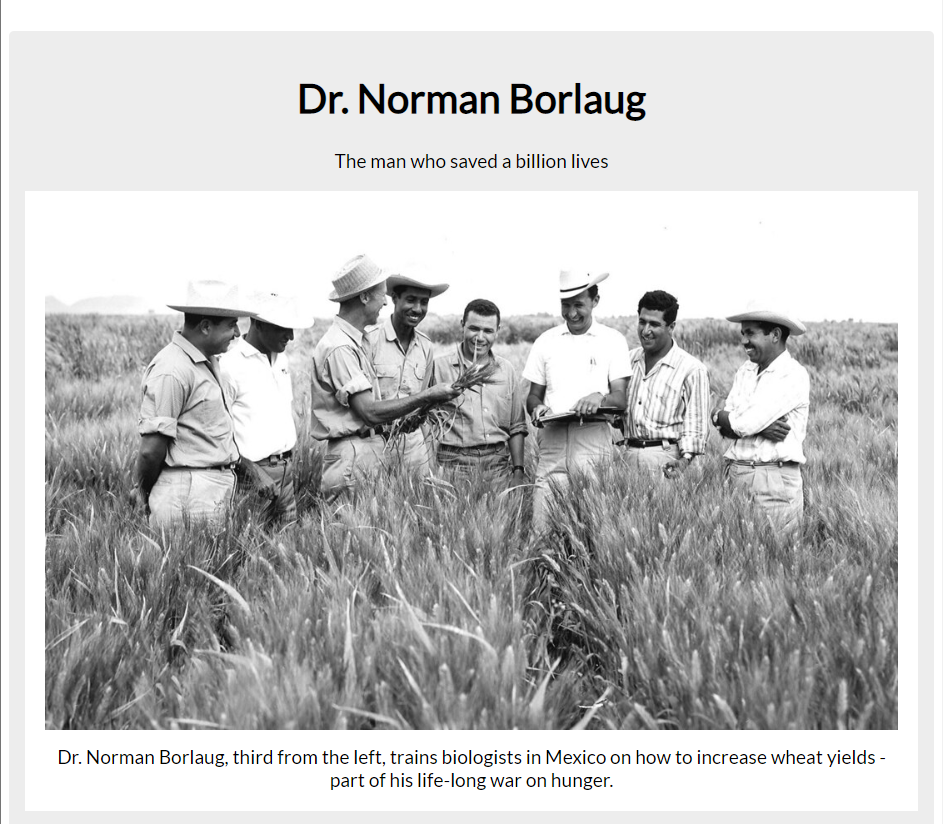 Dr. Norman Borlaug
The man who saved a billion lives
Dr. Norman Borlaug, third from the left, trains biologists in Mexico on how to increase wheat yields -
part of his life-long war on hunger.